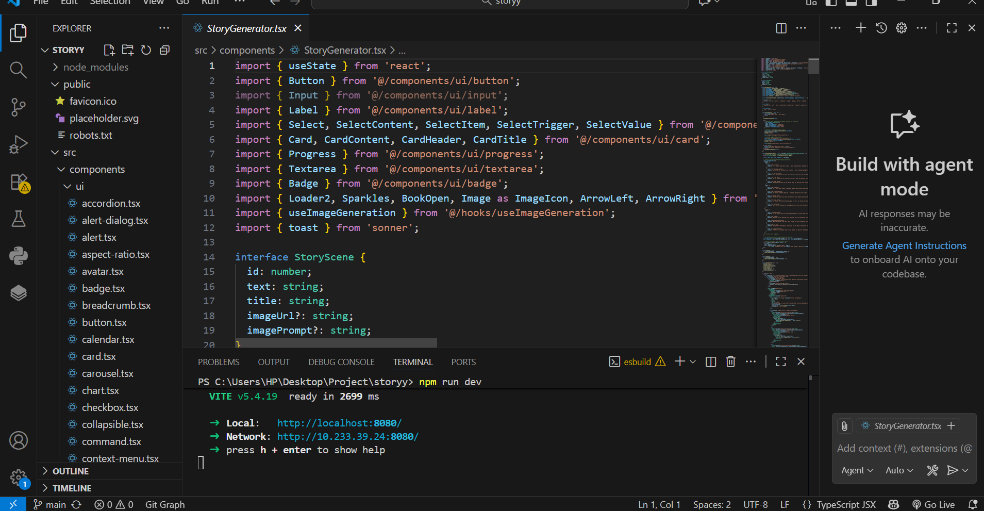 File Edit Selection View Go Run ···
storyy
EXPLORER
STORYY
node_modules
public
favicon.ico
placeholder.svg
robots.txt
src
components
ui
accordion.tsx
alert-dialog.tsx
alert.tsx
aspect-ratio.tsx
avatar.tsx
badge.tsx
breadcrumb.tsx
button.tsx
calendar.tsx
card.tsx
carousel.tsx
chart.tsx
checkbox.tsx
collapsible.tsx
command.tsx
context-menu.tsx
OUTLINE
TIMELINE
StoryGenerator.tsx
src > components > StoryGenerator.tsx > ...
1 import { useState } from 'react';
2 import { Button } from '@/components/ui/button';
3 import { Input } from '@/components/ui/input';
4 import { Label } from '@/components/ui/label';
5 import { Select, SelectContent, SelectItem, SelectTrigger, SelectValue } from '@/compone
6 import { Card, CardContent, CardHeader, CardTitle } from '@/components/ui/card';
7 import { Progress } from '@/components/ui/progress';
8 import { Textarea } from '@/components/ui/textarea';
9 import { Badge } from '@/components/ui/badge';
10 import { Loader2, Sparkles, BookOpen, Image as ImageIcon, ArrowLeft, ArrowRight } from '
11 import { useImageGeneration } from '@/hooks/useImageGeneration';
12 import { toast } from 'sonner';
13
14 interface StoryScene {
15 id: number;
16 text: string;
17 title: string;
18 imageUrl?: string;
19 imagePrompt?: string;
20 }
PROBLEMS OUTPUT DEBUG CONSOLE TERMINAL PORTS
esbuild
PS C:\Users\HP\Desktop\Project\storyy> npm run dev
VITE v5.4.19 ready in 2699 ms
➜ Local: http://localhost:8080/
➜ Network: http://10.233.39.24:8080/
➜ press h + enter to show help
Build with agent
mode
AI responses may be
inaccurate.
Generate Agent Instructions
to onboard AI onto your
codebase.
StoryGenerator.tsx
Add context (#), extensions (@
Agent Auto
1
main 0 0 Git Graph
Ln 1, Col 1 Spaces: 2 UTF-8 LF {} TypeScript JSX Go Live